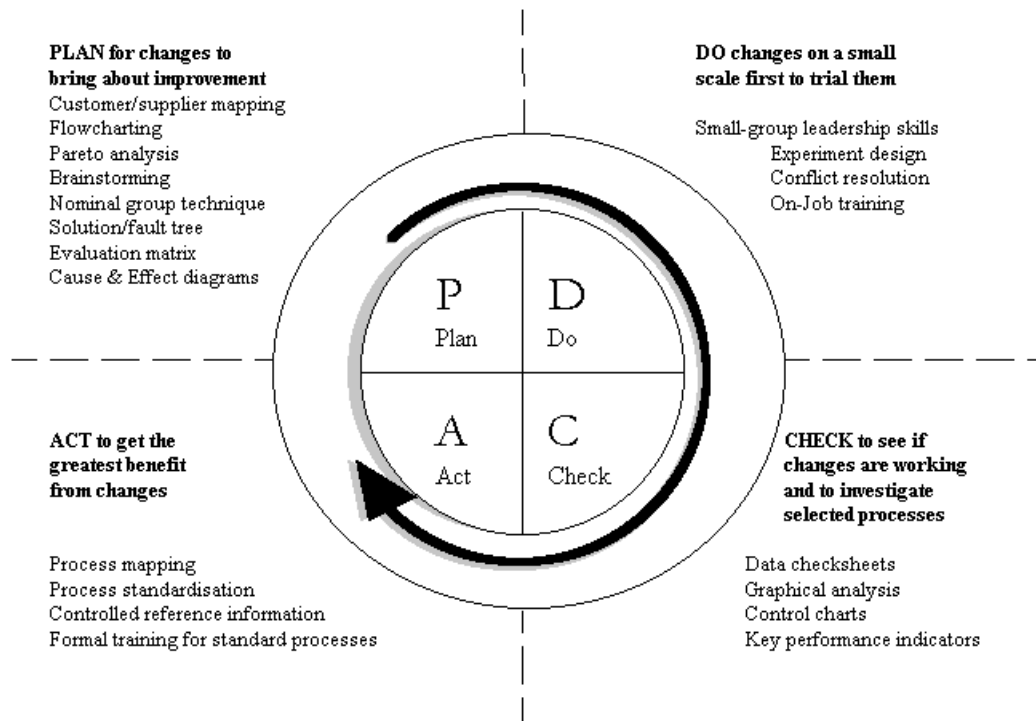 PLAN for changes to
bring about improvement
Customer/supplier mapping
Flowcharting
Pareto analysis
Brainstorming
Nominal group technique
Solution/fault tree
Evaluation matrix
Cause & Effect diagrams
DO changes on a small
scale first to trial them
Small-group leadership skills
Experiment design
Conflict resolution
On-Job training
P
Plan
D
Do
A
Act
C
Check
ACT to get the
greatest benefit
from changes
Process mapping
Process standardisation
Controlled reference information
Formal training for standard processes
CHECK to see if
changes are working
and to investigate
selected processes
Data checksheets
Graphical analysis
Control charts
Key performance indicators